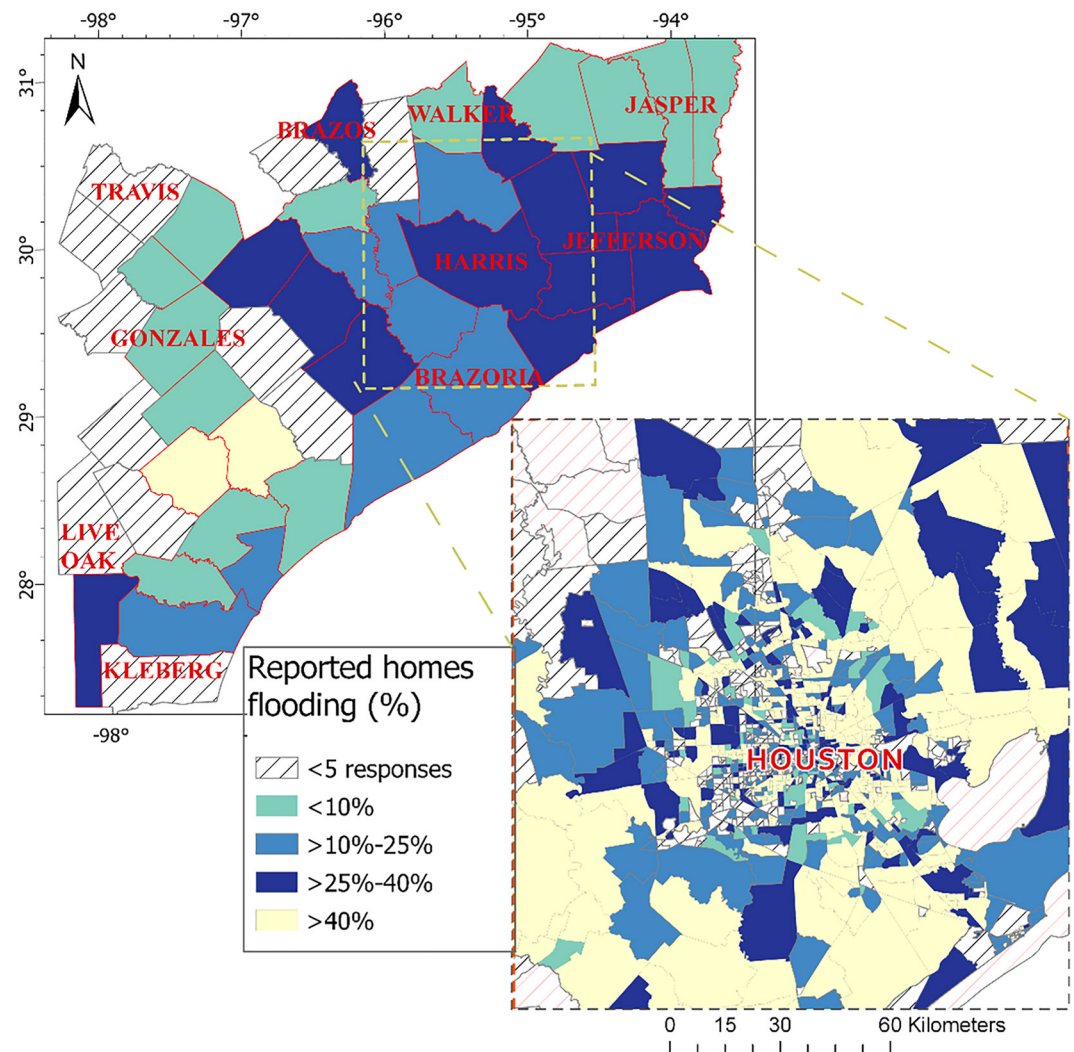 -98° -97° -96° -95° -94°
N
31°
30°
29°
28°
-98°
WALKER
JASPER
BRAZOS
TRAVIS
JEFFERSON
HARRIS
GONZALES
BRAZORIA
LIVE
OAK
KLEBERG
Reported homes
flooding (%)
<5 responses
<10%
>10%-25%
>25%-40%
>40%
HOUSTON
0 15 30 60 Kilometers